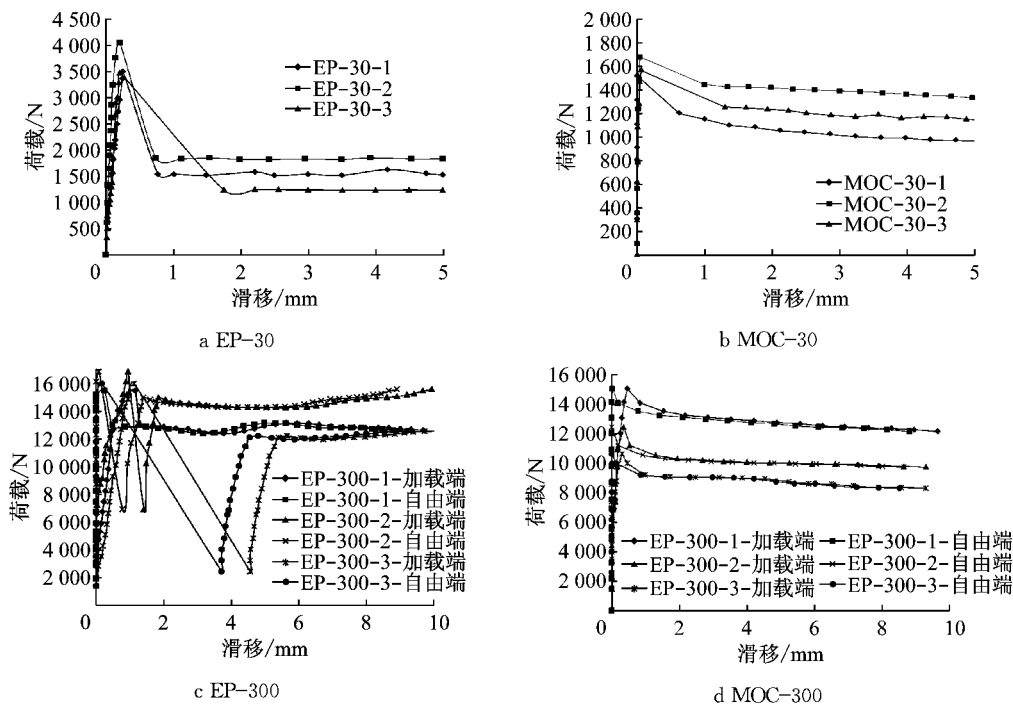 4 500
4 000
3 500
3 000
2 500
2 000
1 500
1 000
500
0
1
2
3
4
5
荷载/N
滑移/mm
EP-30-1
EP-30-2
EP-30-3
a EP-30
2 000
1 800
1 600
1 400
1 200
1 000
800
600
400
200
0
1
2
3
4
5
荷载/N
滑移/mm
MOC-30-1
MOC-30-2
MOC-30-3
b MOC-30
16 000
14 000
12 000
10 000
8 000
6 000
4 000
2 000
0
2
4
6
8
10
荷载/N
滑移/mm
EP-300-1-加载端
EP-300-1-自由端
EP-300-2-加载端
EP-300-2-自由端
EP-300-3-加载端
EP-300-3-自由端
c EP-300
16 000
14 000
12 000
10 000
8 000
6 000
4 000
2 000
0
2
4
6
8
10
荷载/N
滑移/mm
EP-300-1-加载端 EP-300-1-自由端
EP-300-2-加载端 EP-300-2-自由端
EP-300-3-加载端 EP-300-3-自由端
d MOC-300